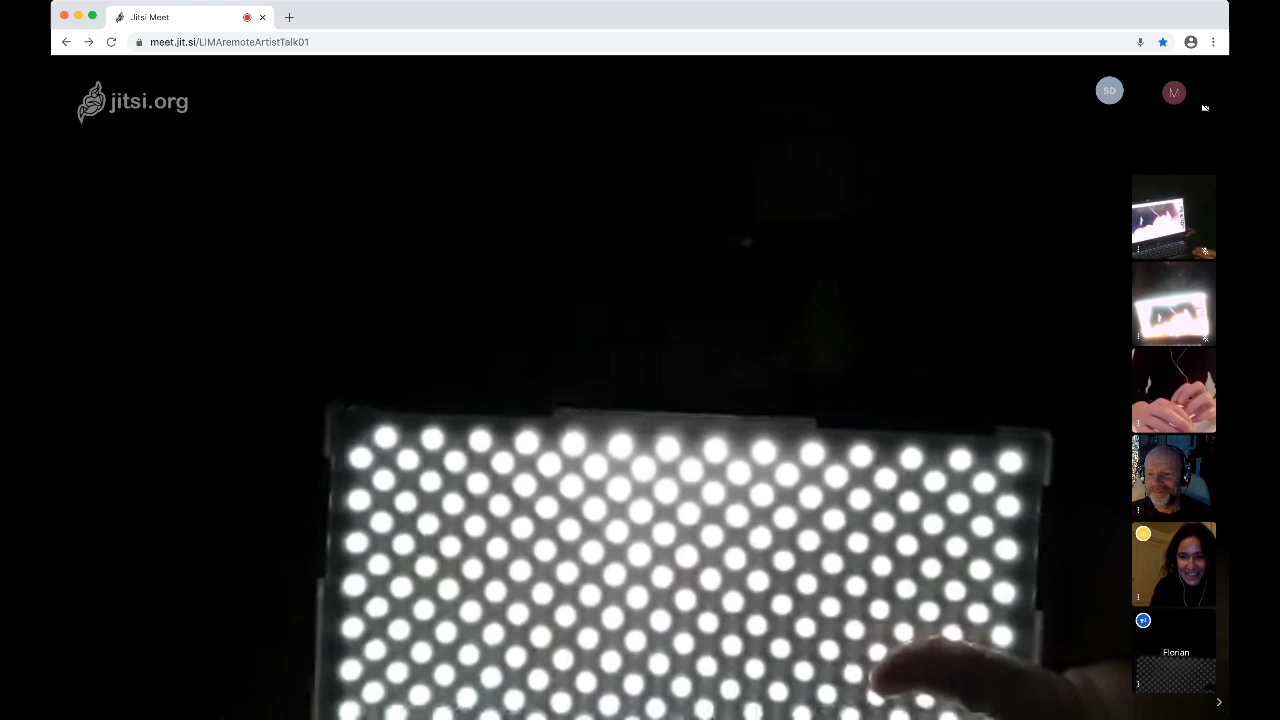 Jitsi Meet
meet.jit.si/LIMAremoteArtistTalk01
jitsi.org
SD
M
Florian